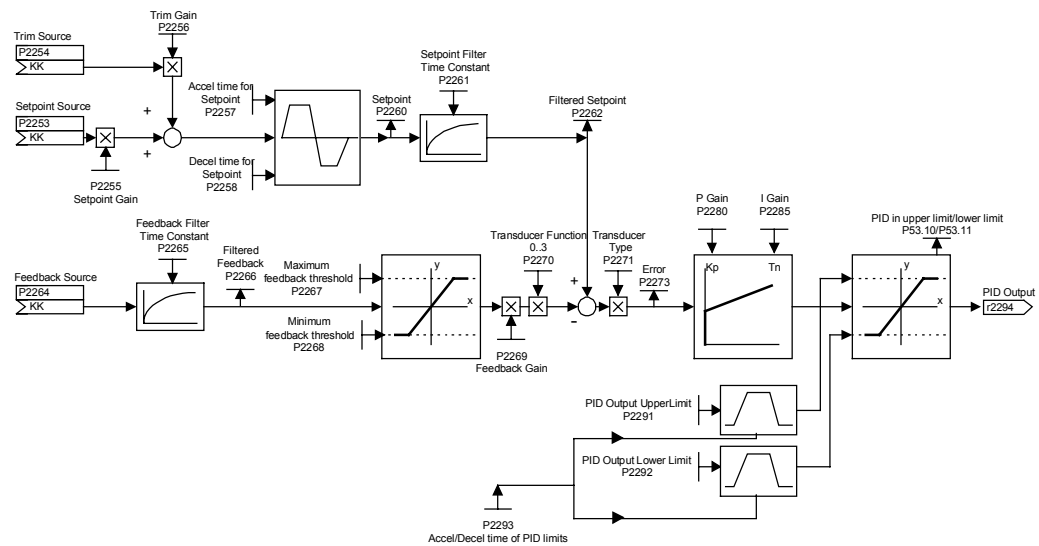 Trim Gain
P2256
Trim Source
P2254
KK
Setpoint Source
P2253
KK
+
+
P2255
Setpoint Gain
Accel time for
Setpoint
P2257
Decel time for
Setpoint
P2258
Setpoint
P2260
Setpoint Filter
Time Constant
P2261
Filtered Setpoint
P2262
Feedback Filter
Time Constant
P2265
Feedback Source
P2264
KK
Filtered
Feedback
P2266
Maximum
feedback threshold
P2267
Minimum
feedback threshold
P2268
y
x
P2269
Feedback Gain
Transducer Function
0..3
P2270
+
-
Transducer
Type
P2271
Error
P2273
P Gain
P2280
I Gain
P2285
Kp
Tn
PID in upper limit/lower limit
P53.10/P53.11
y
x
PID Output
r2294
PID Output UpperLimit
P2291
PID Output Lower Limit
P2292
P2293
Accel/Decel time of PID limits